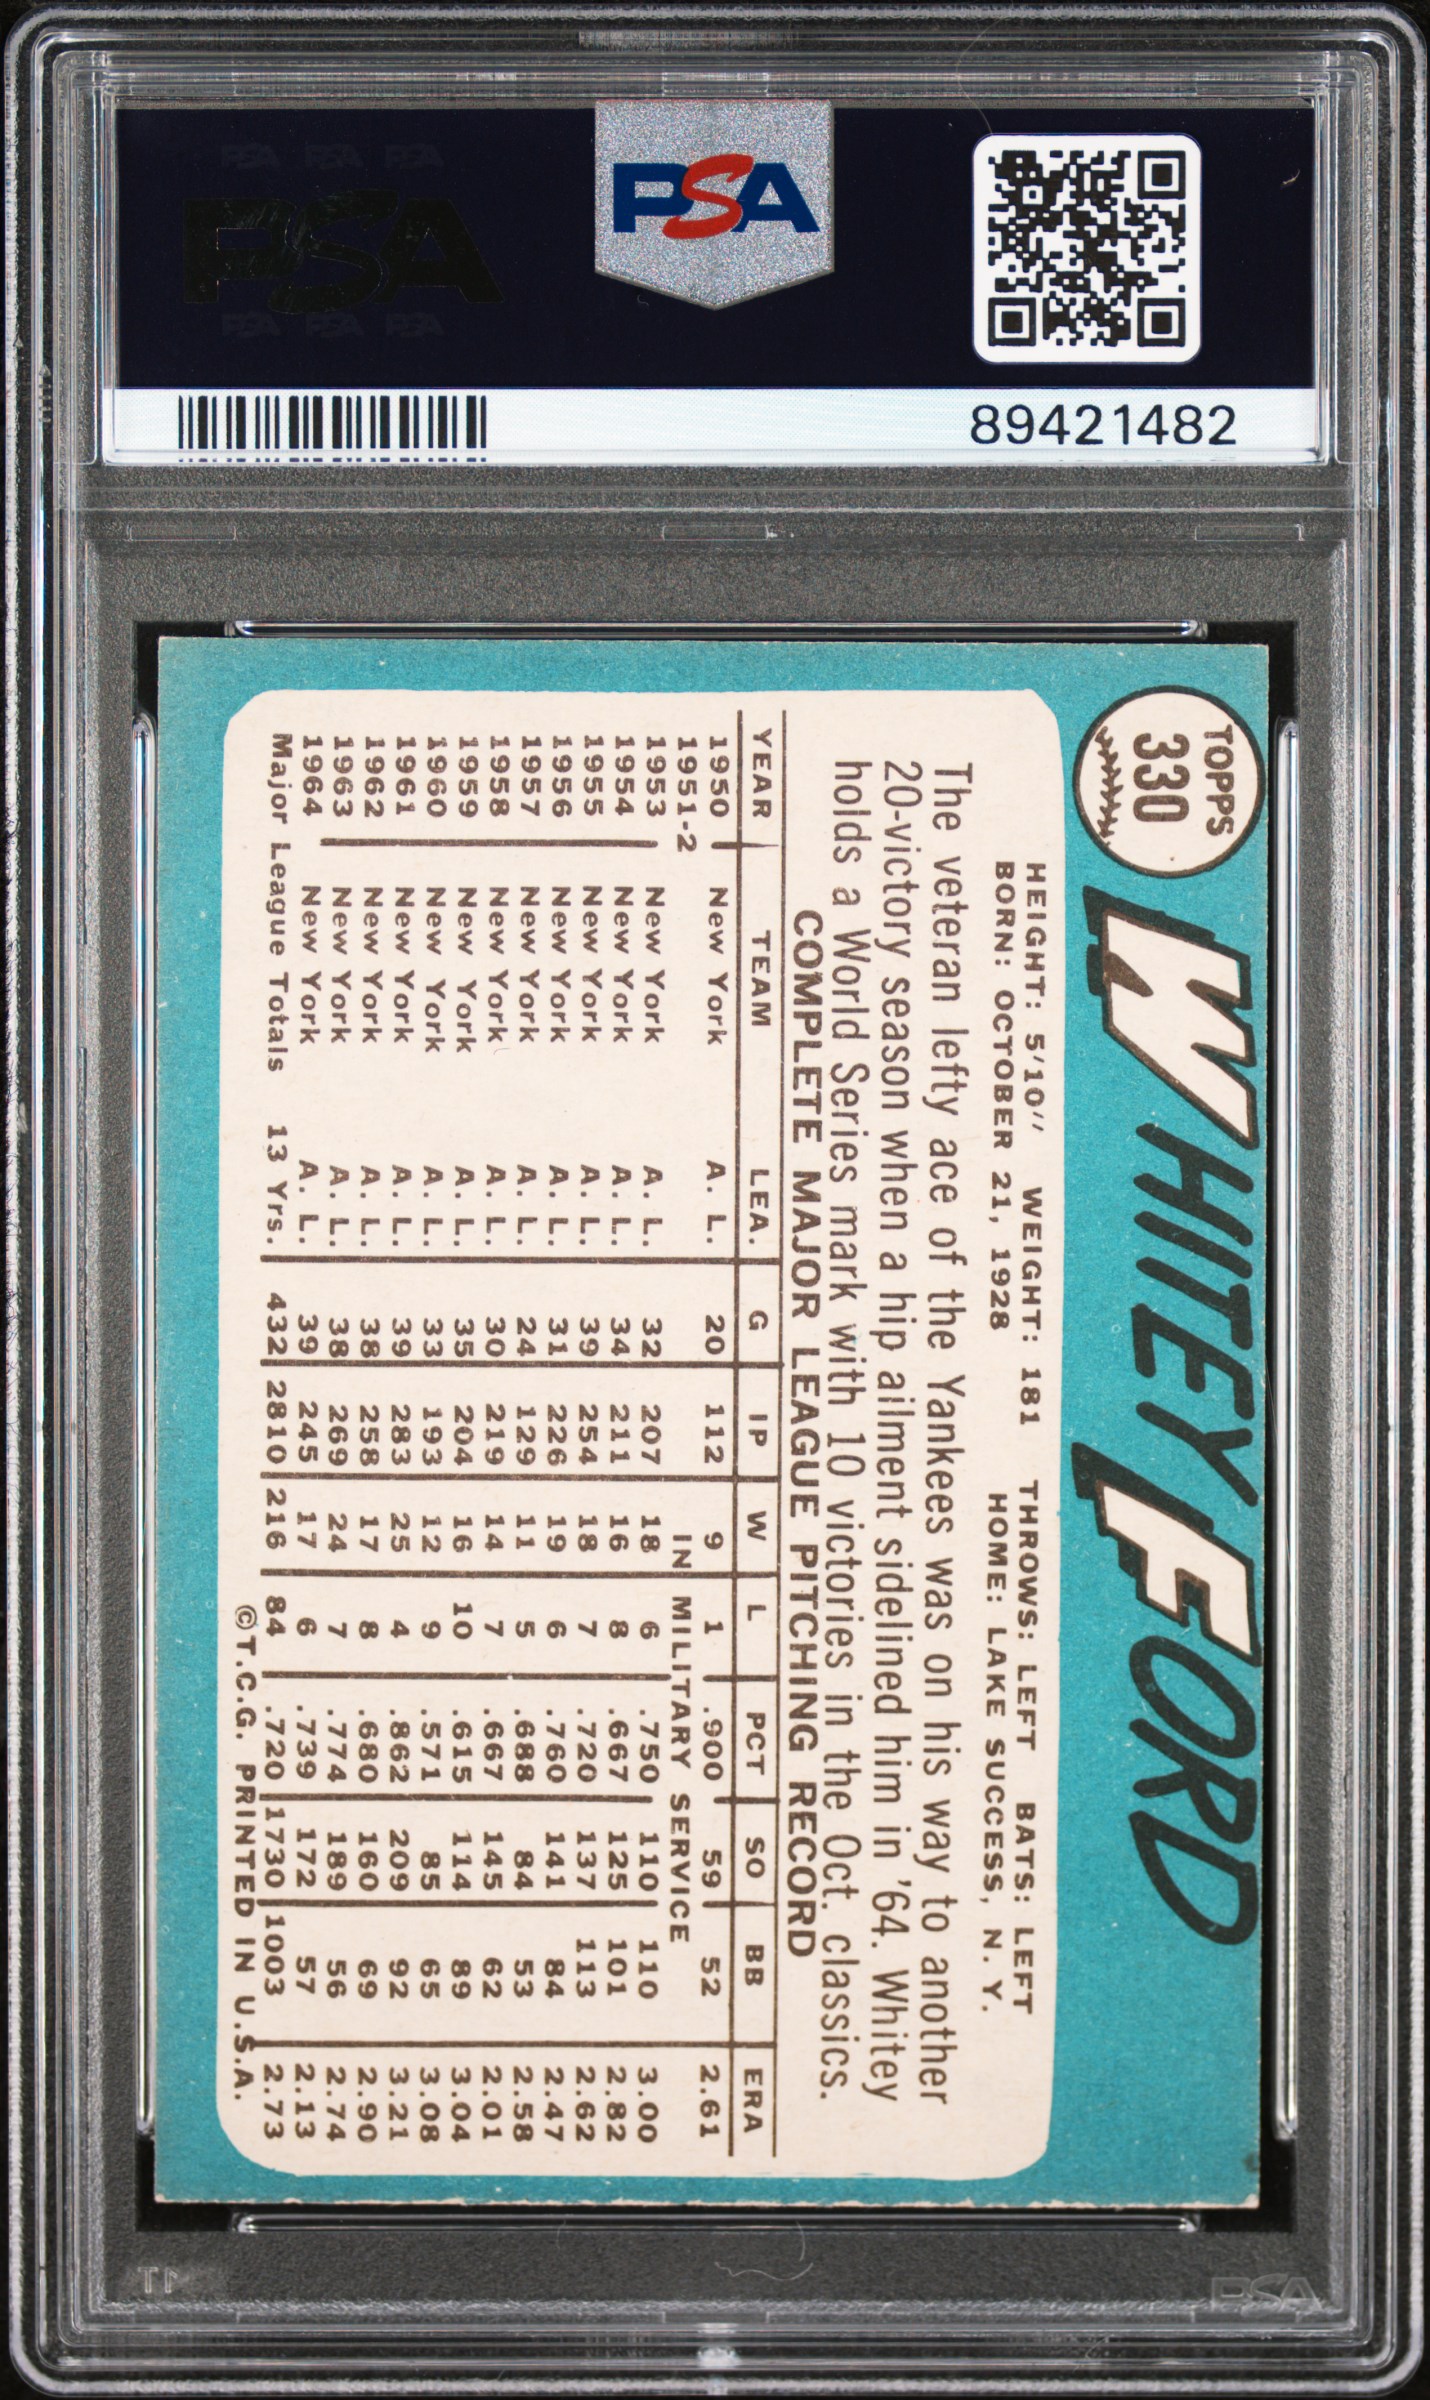 PSA PSA PSA
PSA
PSA PSA PSA
PSA
89421482
TOPPS
330
WHITEY FORD
HEIGHT: 5'10" WEIGHT: 181 THROWS: LEFT BATS: LEFT
BORN: OCTOBER 21, 1928 HOME: LAKE SUCCESS, N. Y.
The veteran lefty ace of the Yankees was on his way to another
20-victory season when a hip ailment sidelined him in '64. Whitey
holds a World Series mark with 10 victories in the Oct. classics.
COMPLETE MAJOR LEAGUE PITCHING RECORD
YEAR TEAM LEA. G IP W L PCT SO BB ERA
1950 New York A. L. 20 112 9 1 .900 59 52 2.61
1951-2 IN MILITARY SERVICE
1953 New York A. L. 32 207 18 6 .750 110 110 3.00
1954 New York A. L. 34 211 16 8 .667 125 101 2.82
1955 New York A. L. 39 254 18 7 .720 137 113 2.62
1956 New York A. L. 31 226 19 6 .760 141 84 2.47
1957 New York A. L. 24 129 11 5 .688 84 53 2.58
1958 New York A. L. 30 219 14 7 .667 145 62 2.01
1959 New York A. L. 35 204 16 10 .615 114 89 3.04
1960 New York A. L. 33 193 12 9 .571 85 65 3.08
1961 New York A. L. 39 283 25 4 .862 209 92 3.21
1962 New York A. L. 38 258 17 8 .680 160 69 2.90
1963 New York A. L. 38 269 24 7 .774 189 56 2.74
1964 New York A. L. 39 245 17 6 .739 172 57 2.13
Major League Totals 13 Yrs. 432 2810 216 84 .720 1730 1003 2.73
©T.C.G. PRINTED IN U.S.A.
PSA